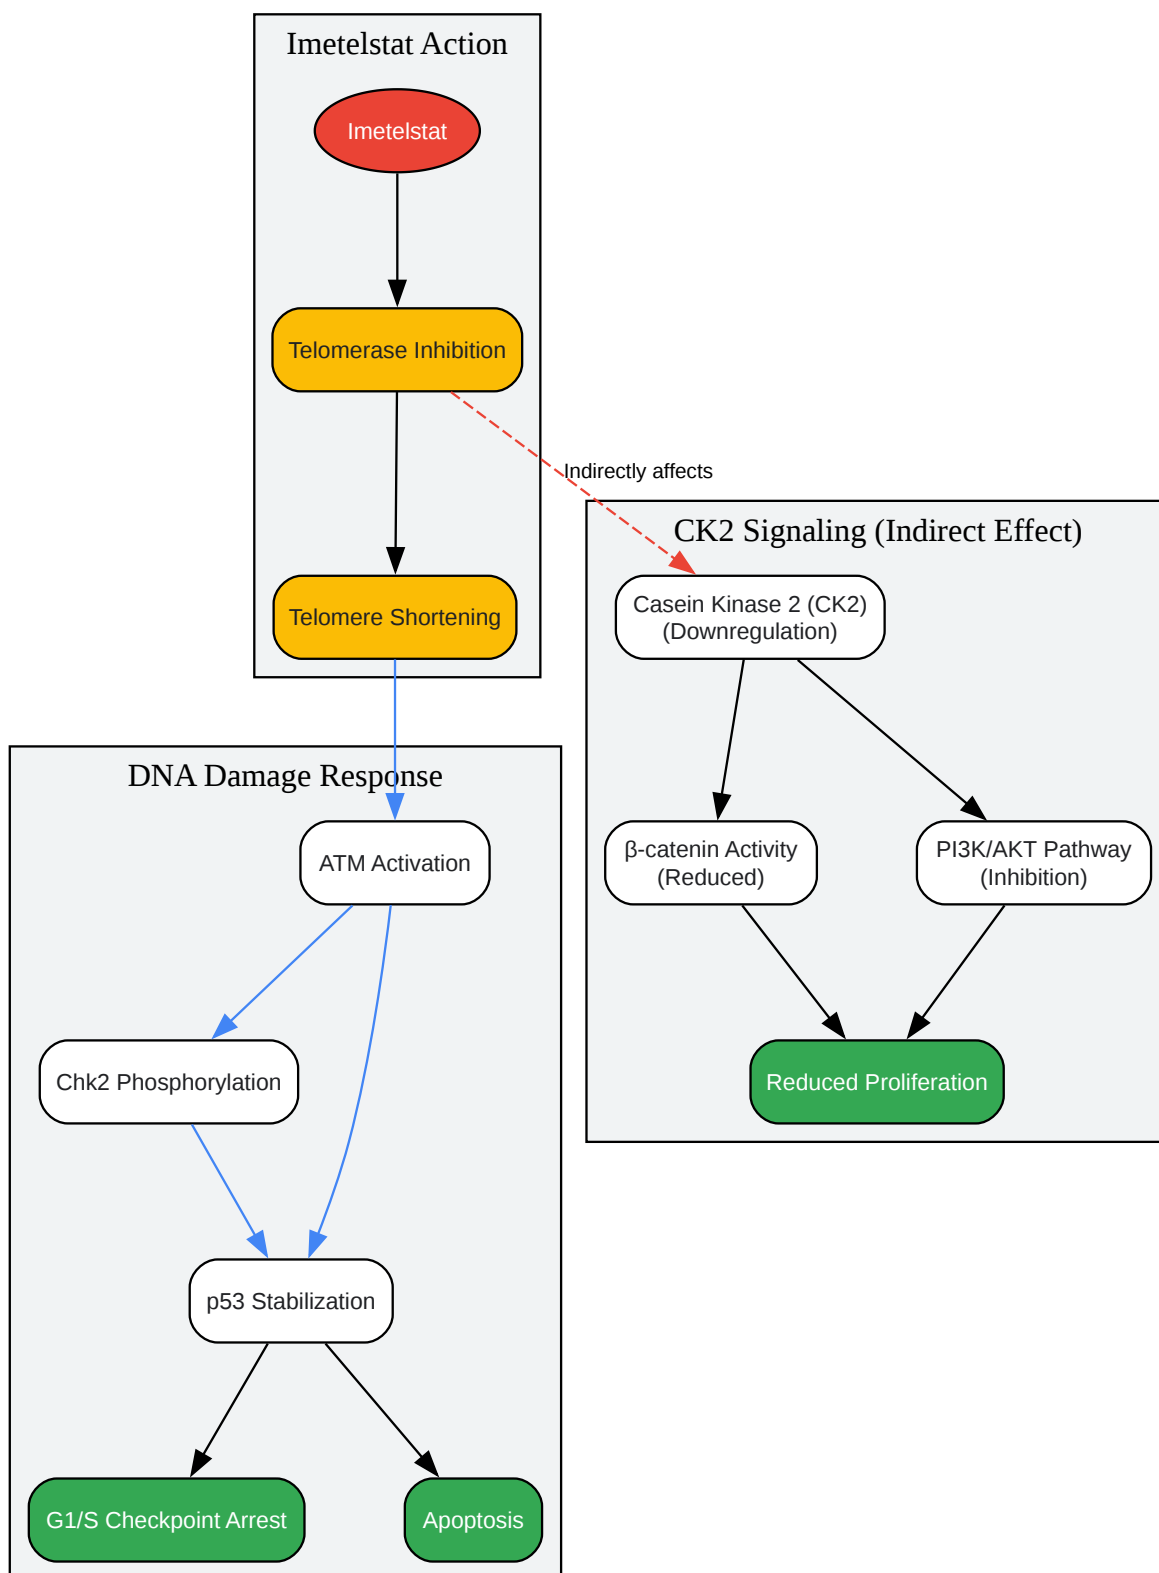 Imetelstat Action
Imetelstat
Telomerase Inhibition
Indirectly affects
Telomere Shortening
CK2 Signaling (Indirect Effect)
Casein Kinase 2 (CK2)
(Downregulation)
β-catenin Activity
(Reduced)
PI3K/AKT Pathway
(Inhibition)
Reduced Proliferation
DNA Damage Response
ATM Activation
Chk2 Phosphorylation
p53 Stabilization
G1/S Checkpoint Arrest
Apoptosis